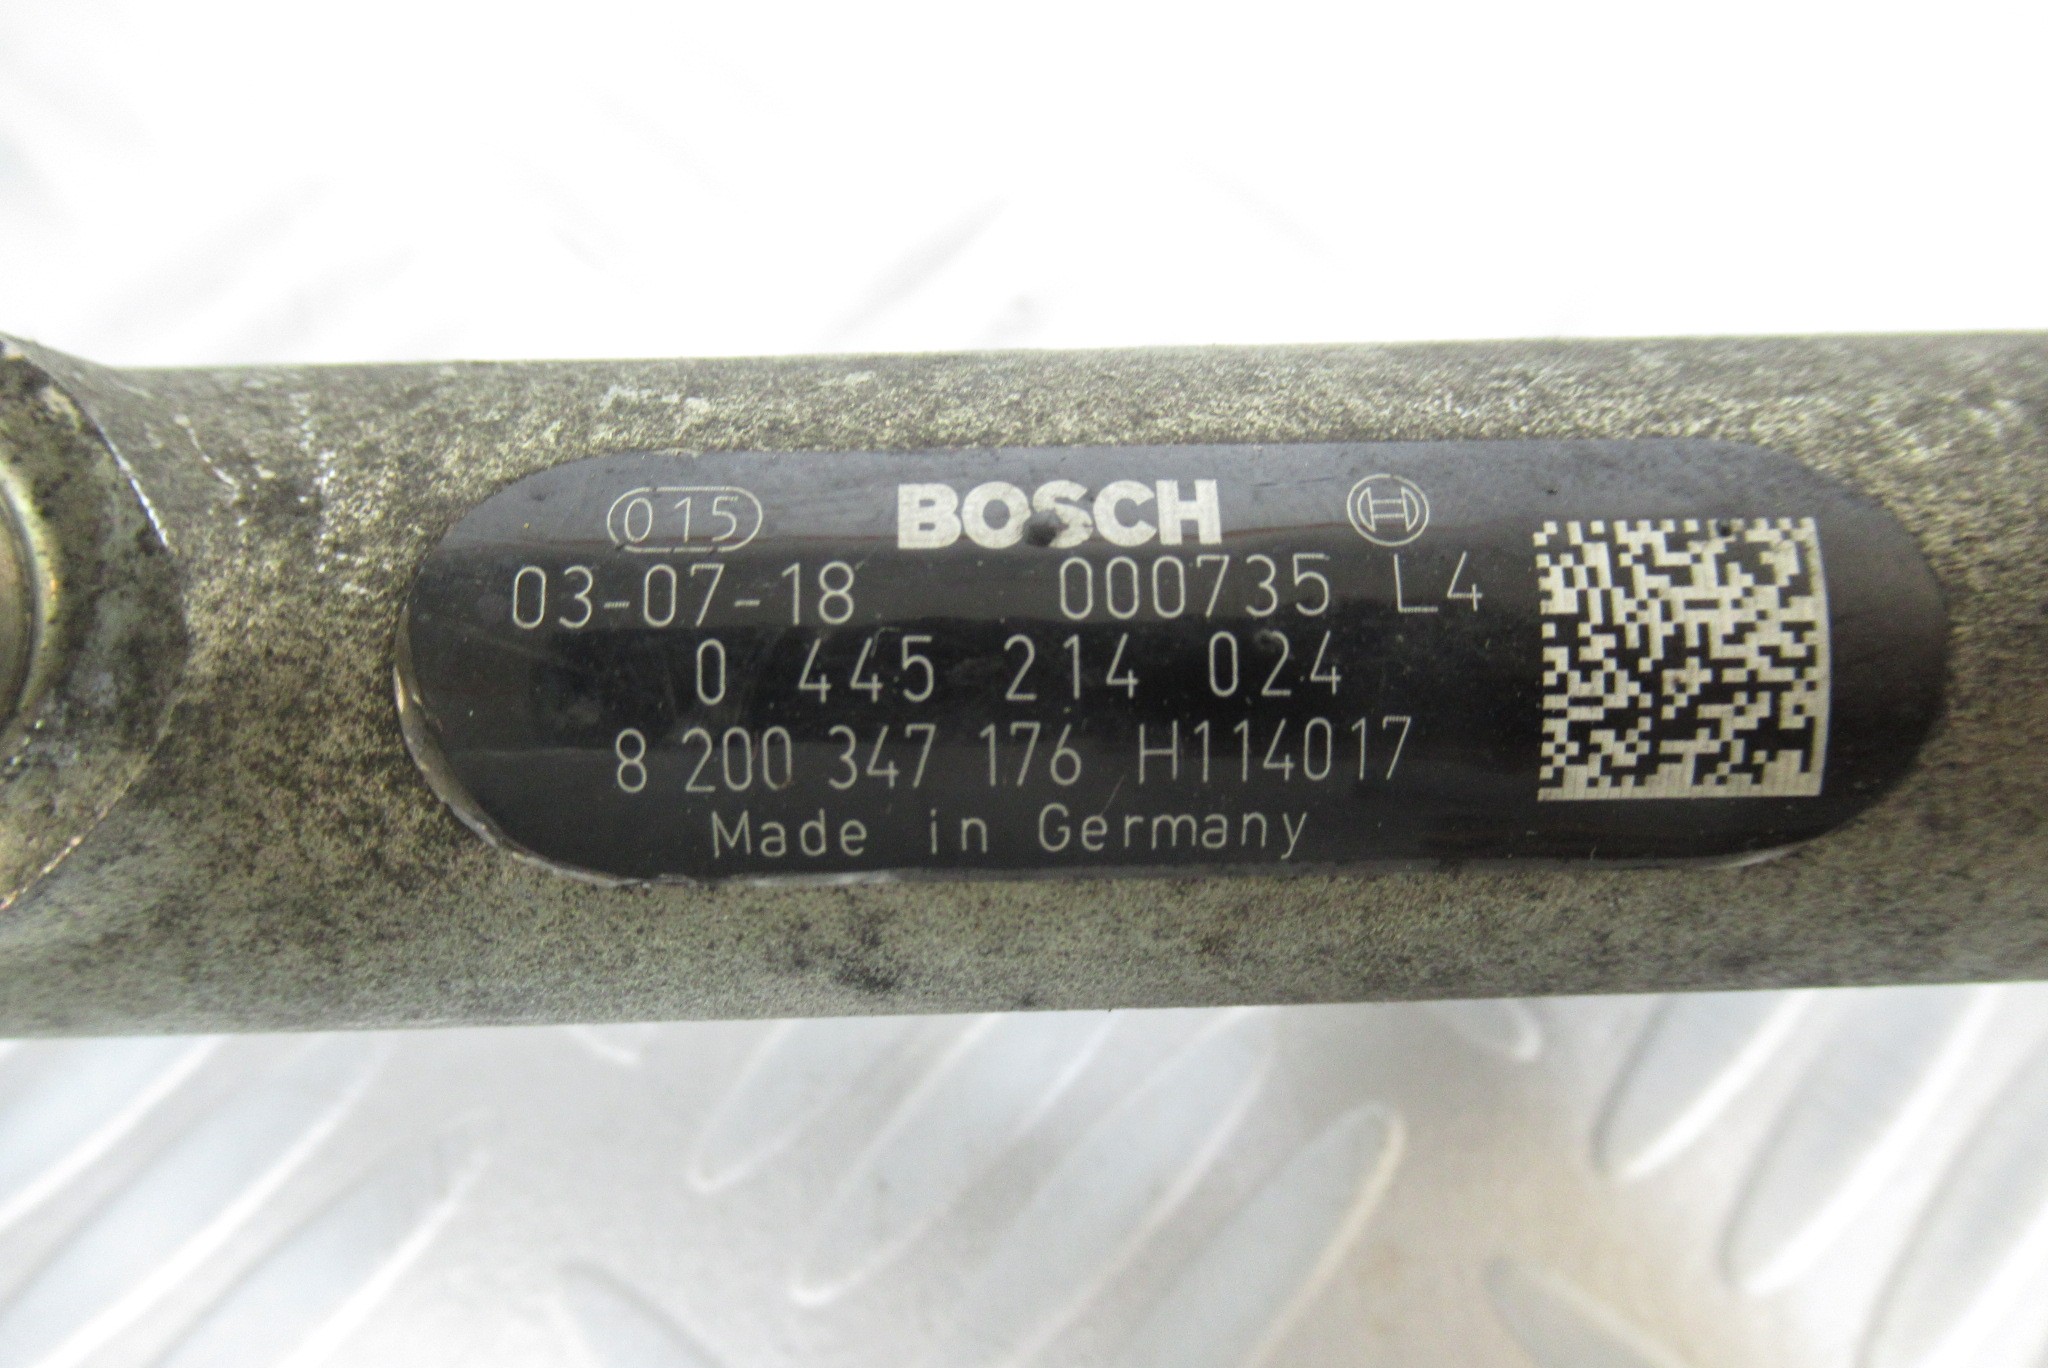 015 BOSCH
03-07-18 000735 L4
0 445 214 024
8 200 347 176 H114017
Made in Germany